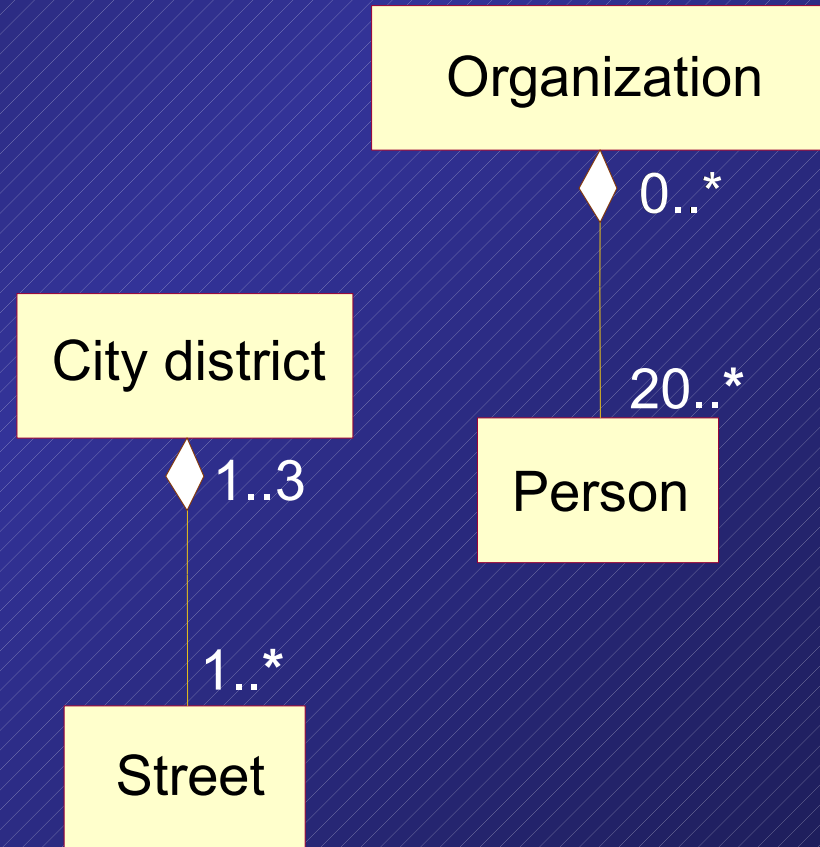 Organization
0..*
City district
20..*
1..3
Person
1..*
Street